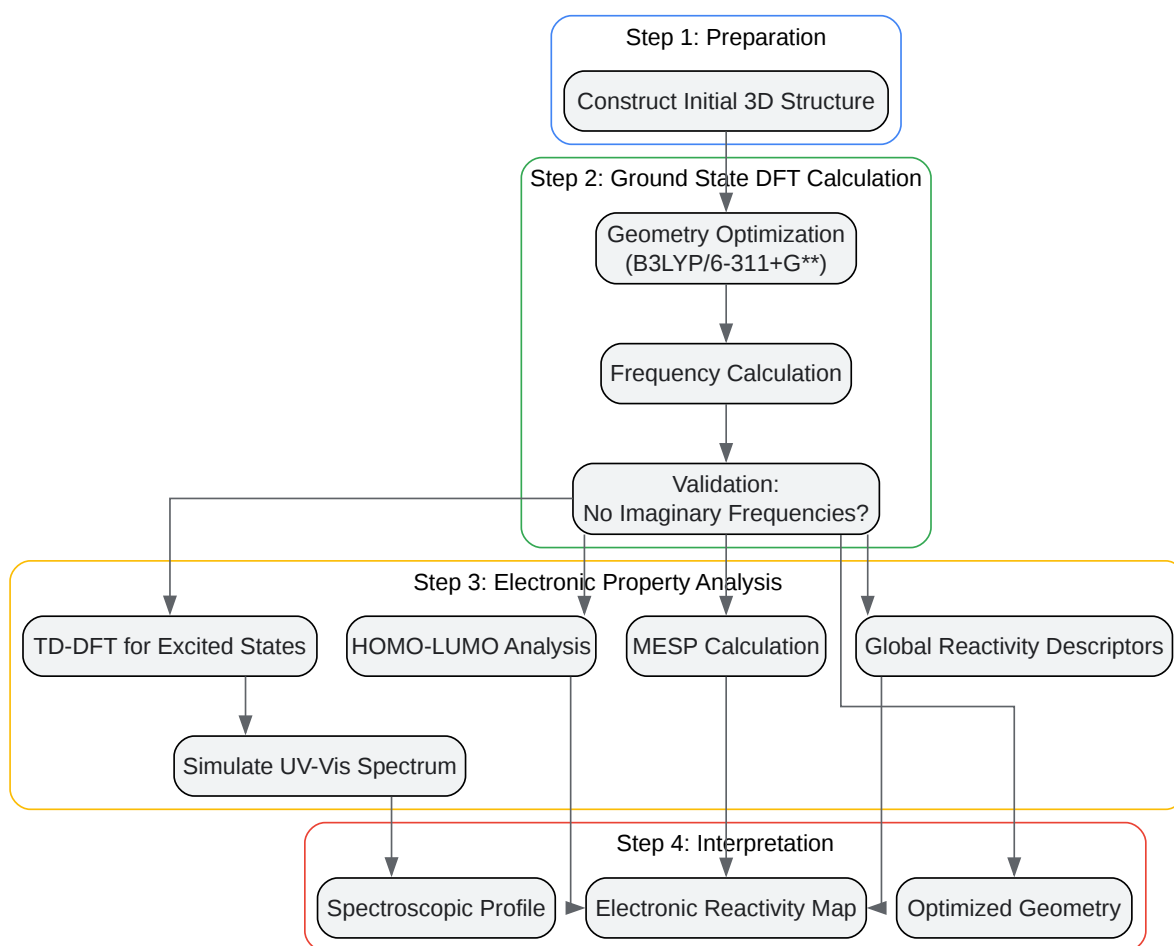 Step 1: Preparation
Construct Initial 3D Structure
Step 2: Ground State DFT Calculation
Geometry Optimization
(B3LYP/6-311+G**)
Frequency Calculation
Validation:
No Imaginary Frequencies?
Step 3: Electronic Property Analysis
TD-DFT for Excited States
HOMO-LUMO Analysis
MESP Calculation
Global Reactivity Descriptors
Simulate UV-Vis Spectrum
Step 4: Interpretation
Spectroscopic Profile
Electronic Reactivity Map
Optimized Geometry